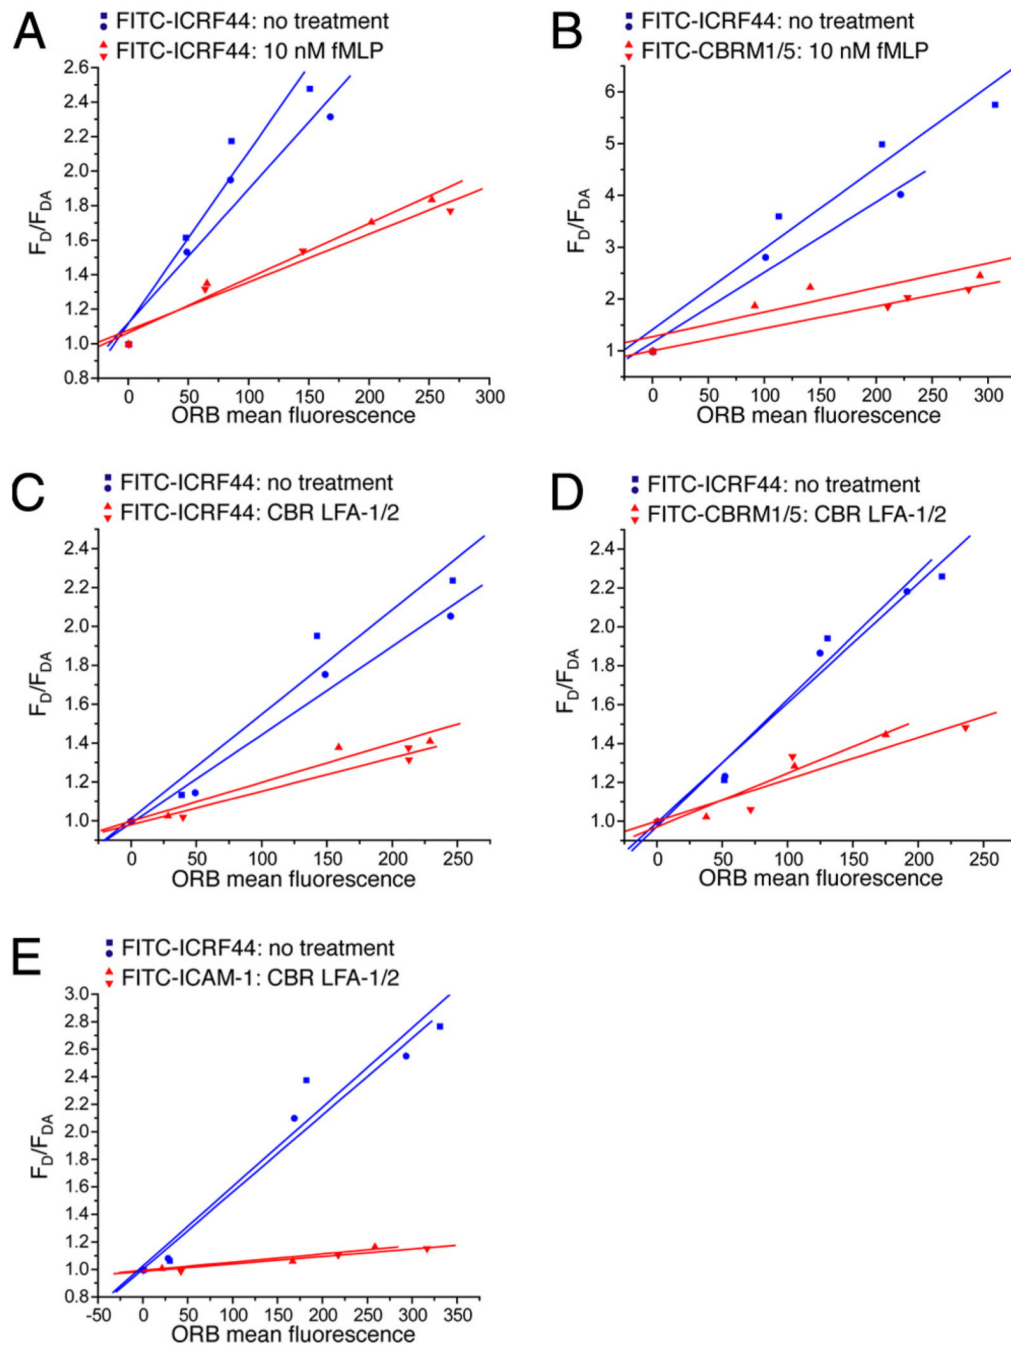 A
FITC-ICRF44: no treatment
FITC-ICRF44: 10 nM fMLP
2.6
2.4
2.2
2.0
1.8
1.6
1.4
1.2
1.0
0.8
F_D/F_DA
0 50 100 150 200 250 300
ORB mean fluorescence
B
FITC-ICRF44: no treatment
FITC-CBRM1/5: 10 nM fMLP
6
5
4
3
2
1
F_D/F_DA
0 50 100 150 200 250 300
ORB mean fluorescence
C
FITC-ICRF44: no treatment
FITC-ICRF44: CBR LFA-1/2
2.4
2.2
2.0
1.8
1.6
1.4
1.2
1.0
F_D/F_DA
0 50 100 150 200 250
ORB mean fluorescence
D
FITC-ICRF44: no treatment
FITC-CBRM1/5: CBR LFA-1/2
2.4
2.2
2.0
1.8
1.6
1.4
1.2
1.0
F_D/F_DA
0 50 100 150 200 250
ORB mean fluorescence
E
FITC-ICRF44: no treatment
FITC-ICAM-1: CBR LFA-1/2
3.0
2.8
2.6
2.4
2.2
2.0
1.8
1.6
1.4
1.2
1.0
0.8
F_D/F_DA
-50 0 50 100 150 200 250 300 350
ORB mean fluorescence